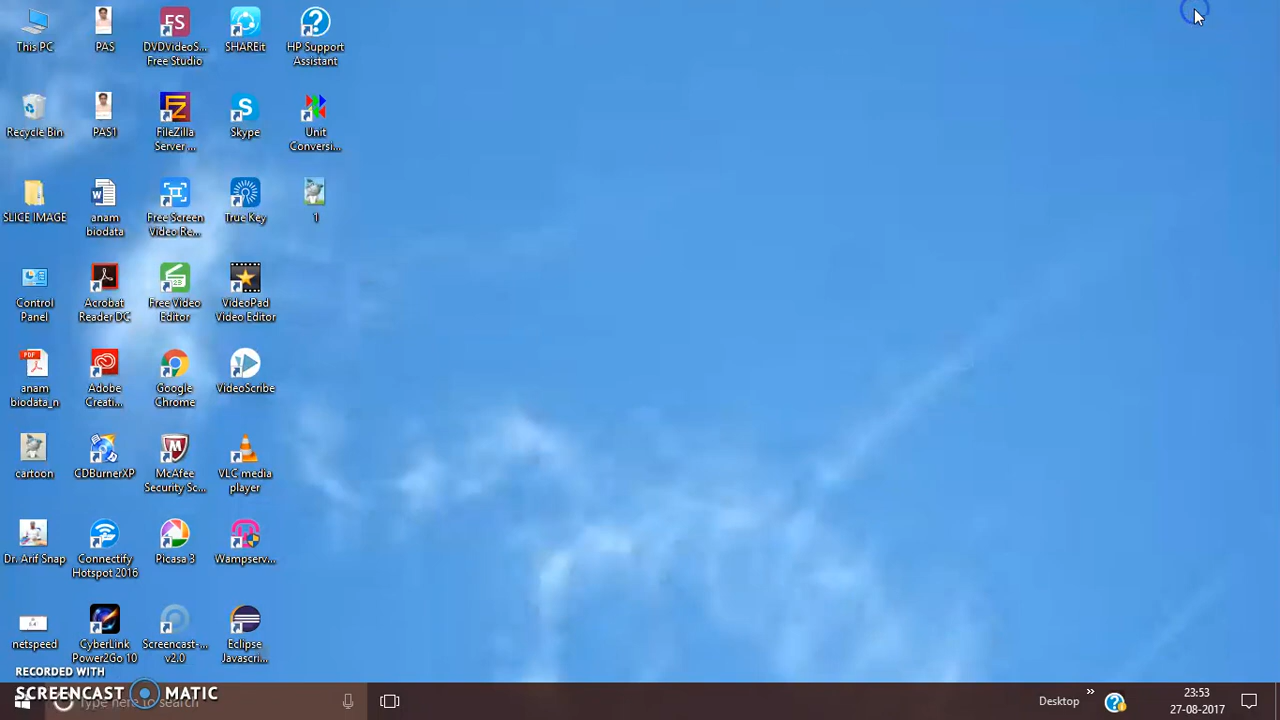 This PC
PAS
DVDVideoS...
Free Studio
SHAREit
HP Support
Assistant
Recycle Bin
PAS1
FileZilla
Server ...
Skype
Unit
Conversi...
SLICE IMAGE
anam
biodata
Free Screen
Video Re...
True Key
1
Control
Panel
Acrobat
Reader DC
Free Video
Editor
VideoPad
Video Editor
anam
biodata_n
Adobe
Creati...
Google
Chrome
VideoScribe
cartoon
CDBurnerXP
McAfee
Security Sc...
VLC media
player
Dr. Arif Snap
Connectify
Hotspot 2016
Picasa 3
Wampserv...
netspeed
CyberLink
Power2Go 10
Screencast-...
v2.0
Eclipse
Javascri...
RECORDED WITH
SCREENCAST MATIC
Type here to search
Desktop
23:53
27-08-2017